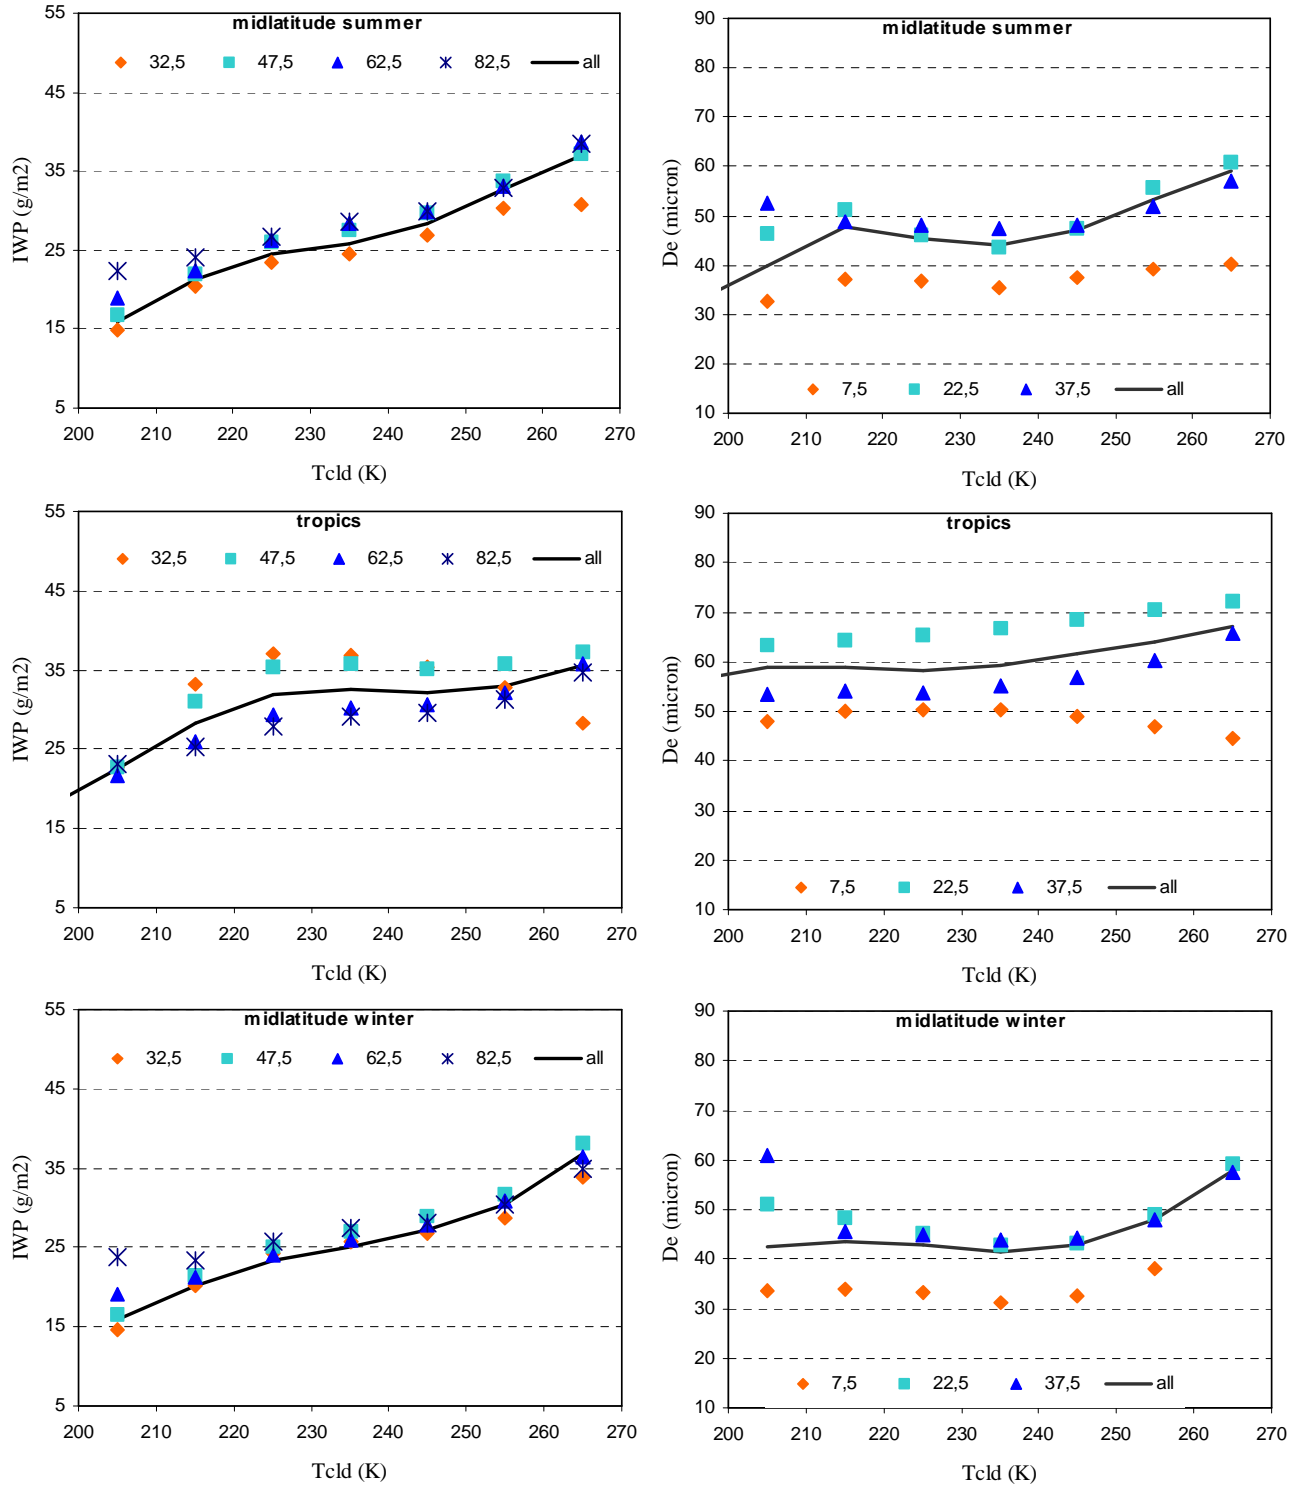 midlatitude summer
32,5 47,5 62,5 82,5 all
55
45
35
25
15
5
IWP (g/m2)
200 210 220 230 240 250 260 270
Tcld (K)
midlatitude summer
90
80
70
60
50
40
30
20
10
De (micron)
7,5 22,5 37,5 all
200 210 220 230 240 250 260 270
Tcld (K)
tropics
32,5 47,5 62,5 82,5 all
55
45
35
25
15
5
IWP (g/m2)
200 210 220 230 240 250 260 270
Tcld (K)
tropics
90
80
70
60
50
40
30
20
10
De (micron)
7,5 22,5 37,5 all
200 210 220 230 240 250 260 270
Tcld (K)
midlatitude winter
32,5 47,5 62,5 82,5 all
55
45
35
25
15
5
IWP (g/m2)
200 210 220 230 240 250 260 270
Tcld (K)
midlatitude winter
90
80
70
60
50
40
30
20
10
De (micron)
7,5 22,5 37,5 all
200 210 220 230 240 250 260 270
Tcld (K)